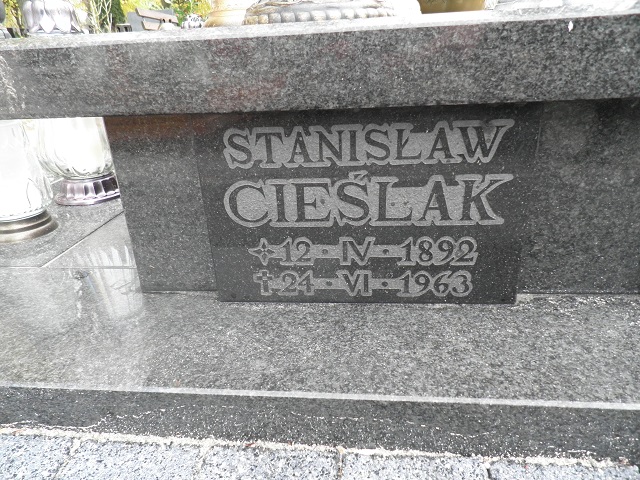 STANISŁAW
CIEŚLAK
12·IV·1892
†24·VI·1963